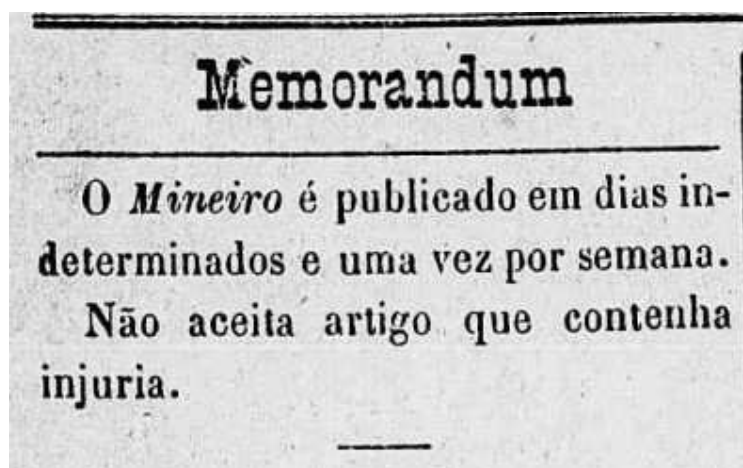 Memorandum
O Mineiro é publicado em dias in-
determinados e uma vez por semana.
Não aceita artigo que contenha
injuria.